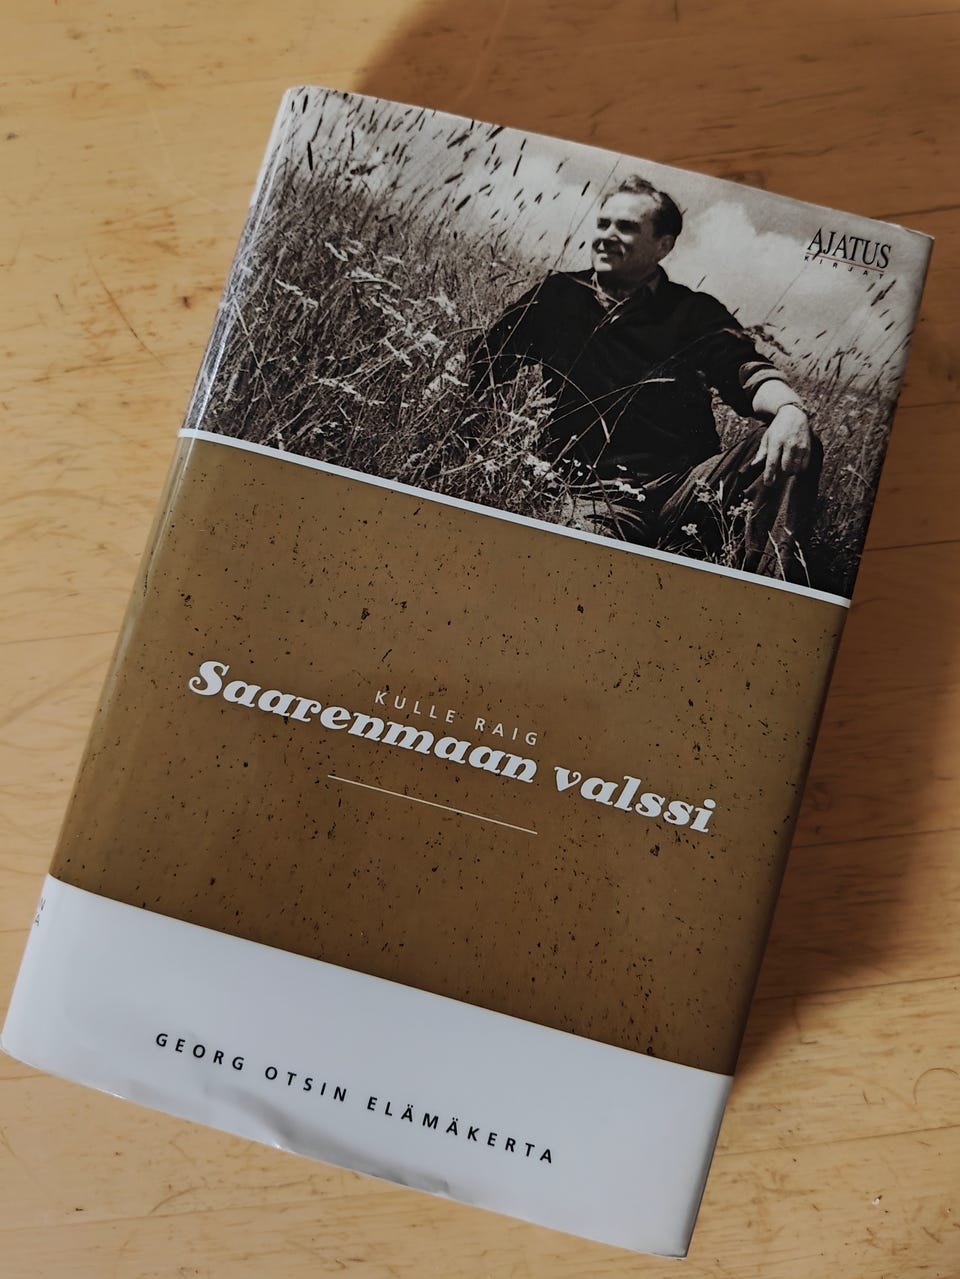 AJATUS
KIRJAT
KULLE RAIG
Saarenmaan valssi
GEORG OTSIN ELÄMÄKERTA